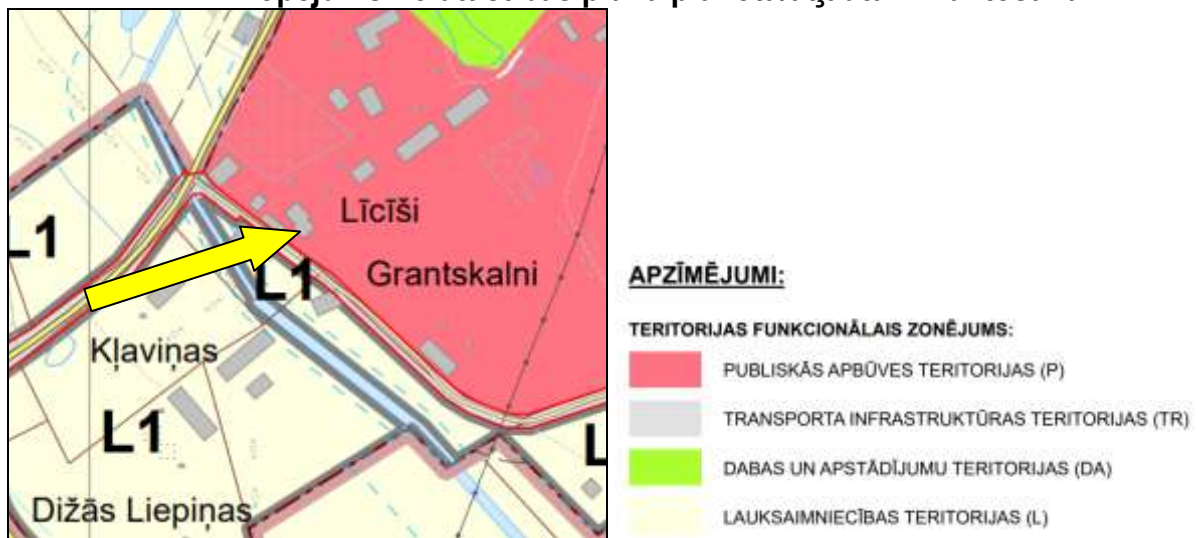 Līcīši
L1
Grantskalni
L1
Kļaviņas
L1
L
Dižās Liepiņas
APZĪMĒJUMI:
TERITORIJAS FUNKCIONĀLAIS ZONĒJUMS:
PUBLISKĀS APBŪVES TERITORIJAS (P)
TRANSPORTA INFRASTRUKTŪRAS TERITORIJAS (TR)
DABAS UN APSTĀDĪJUMU TERITORIJAS (DA)
LAUKSAIMNIECĪBAS TERITORIJAS (L)